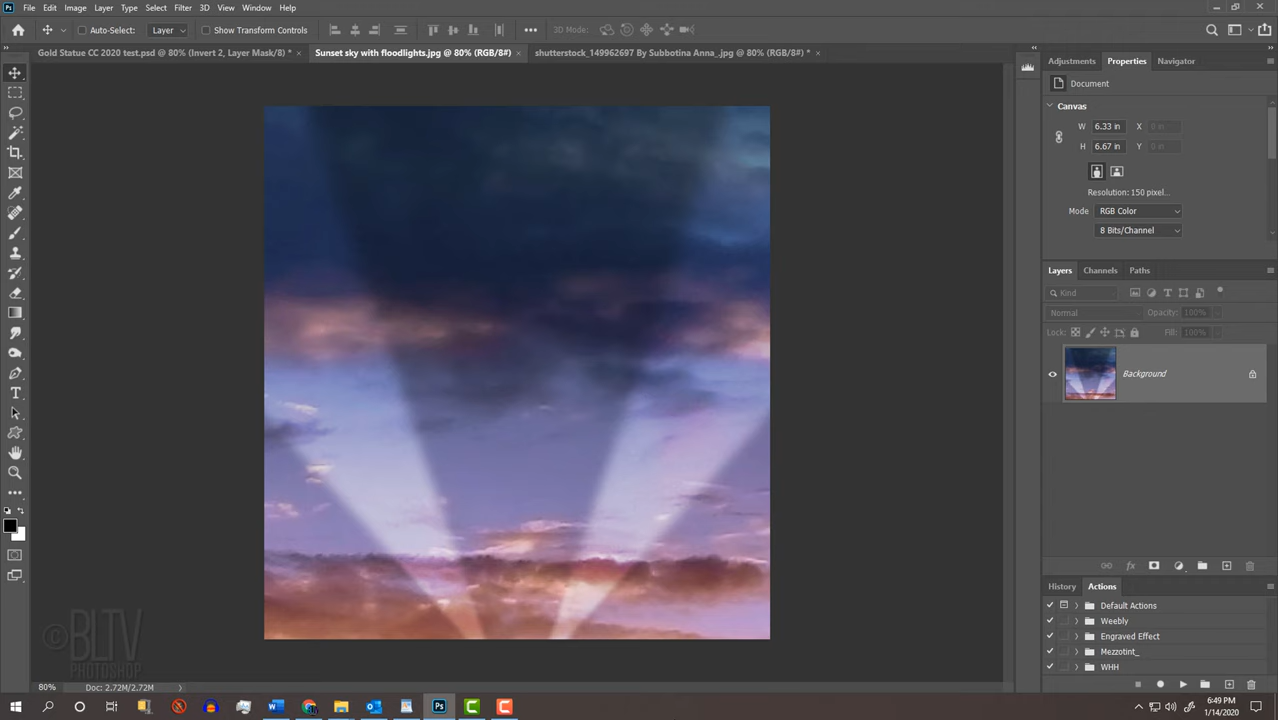 File Edit Image Layer Type Select Filter 3D View Window Help
Auto-Select: Layer Show Transform Controls 3D Mode:
Gold Statue CC 2020 test.psd @ 80% (Invert 2, Layer Mask/8) * Sunset sky with floodlights.jpg @ 80% (RGB/8#) shutterstock_149962697 By Subbotina Anna_.jpg @ 80% (RGB/8#) *
Adjustments Properties Navigator
Document
Canvas
W 6.33 in X 0 in
H 6.67 in Y 0 in
Resolution: 150 pixel...
Mode RGB Color
8 Bits/Channel
Layers Channels Paths
Kind
Normal Opacity: 100%
Lock: Fill: 100%
Background
History Actions
Default Actions
Weebly
Engraved Effect
Mezzotint_
WHH
©BLTV
PHOTOSHOP
80% Doc: 2.72M/2.72M
6:49 PM
1/14/2020